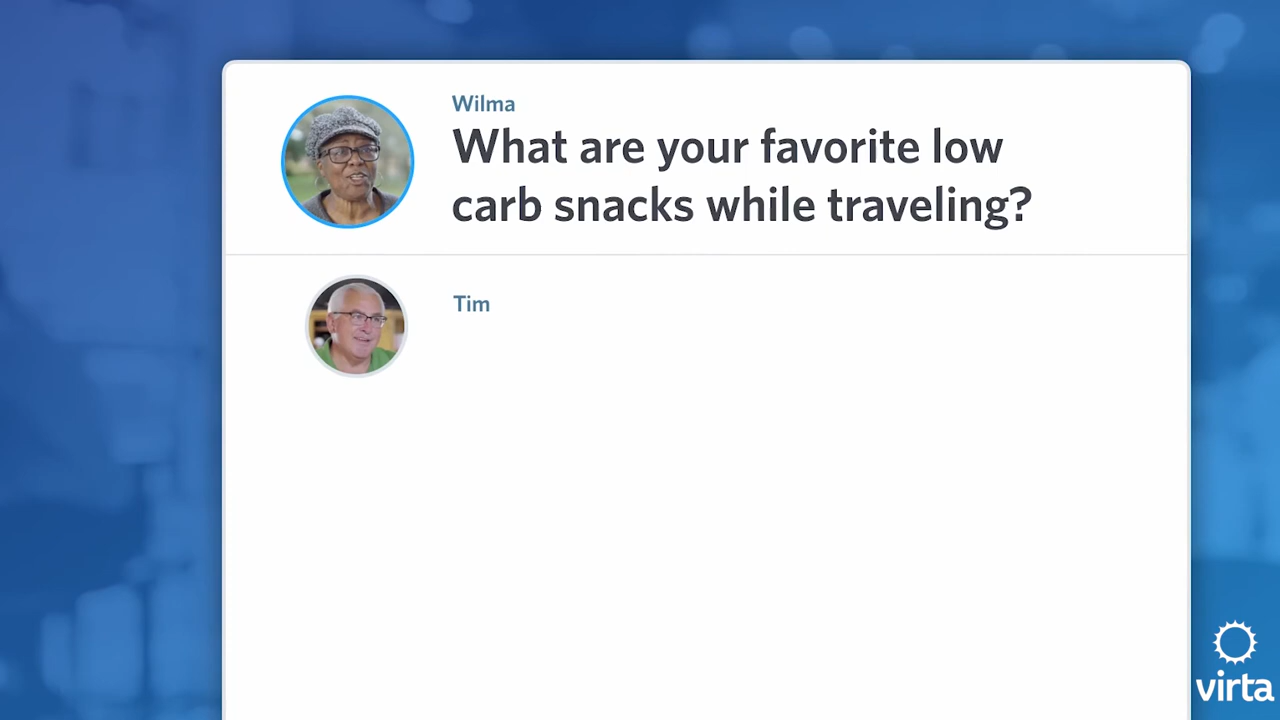 Wilma
What are your favorite low
carb snacks while traveling?
Tim
virta